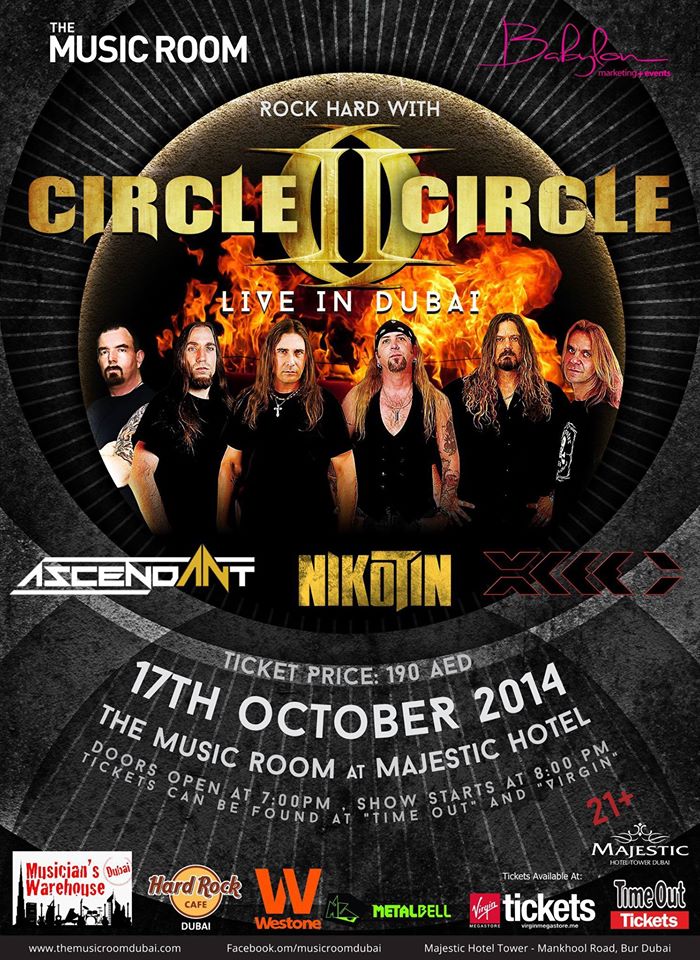 THE
MUSIC ROOM
Babylon
marketing+events
ROCK HARD WITH
CIRCLE II CIRCLE
LIVE IN DUBAI
ASCENDANT
NIKOTIN
TICKET PRICE: 190 AED
17TH OCTOBER 2014
THE MUSIC ROOM AT MAJESTIC HOTEL
DOORS OPEN AT 7:00PM , SHOW STARTS AT 8:00 PM
TICKETS CAN BE FOUND AT "TIME OUT" AND "VIRGIN"
21+
MAJESTIC
HOTEL TOWER DUBAI
Musician's
Warehouse
Dubai
Hard Rock
CAFE
DUBAI
W
Westone
METALBELL
Tickets Available At:
Virgin
MEGASTORE
tickets
virginmegastore.me
Time Out
Tickets
www.themusicroomdubai.com Facebook.om/musicroomdubai Majestic Hotel Tower - Mankhool Road, Bur Dubai